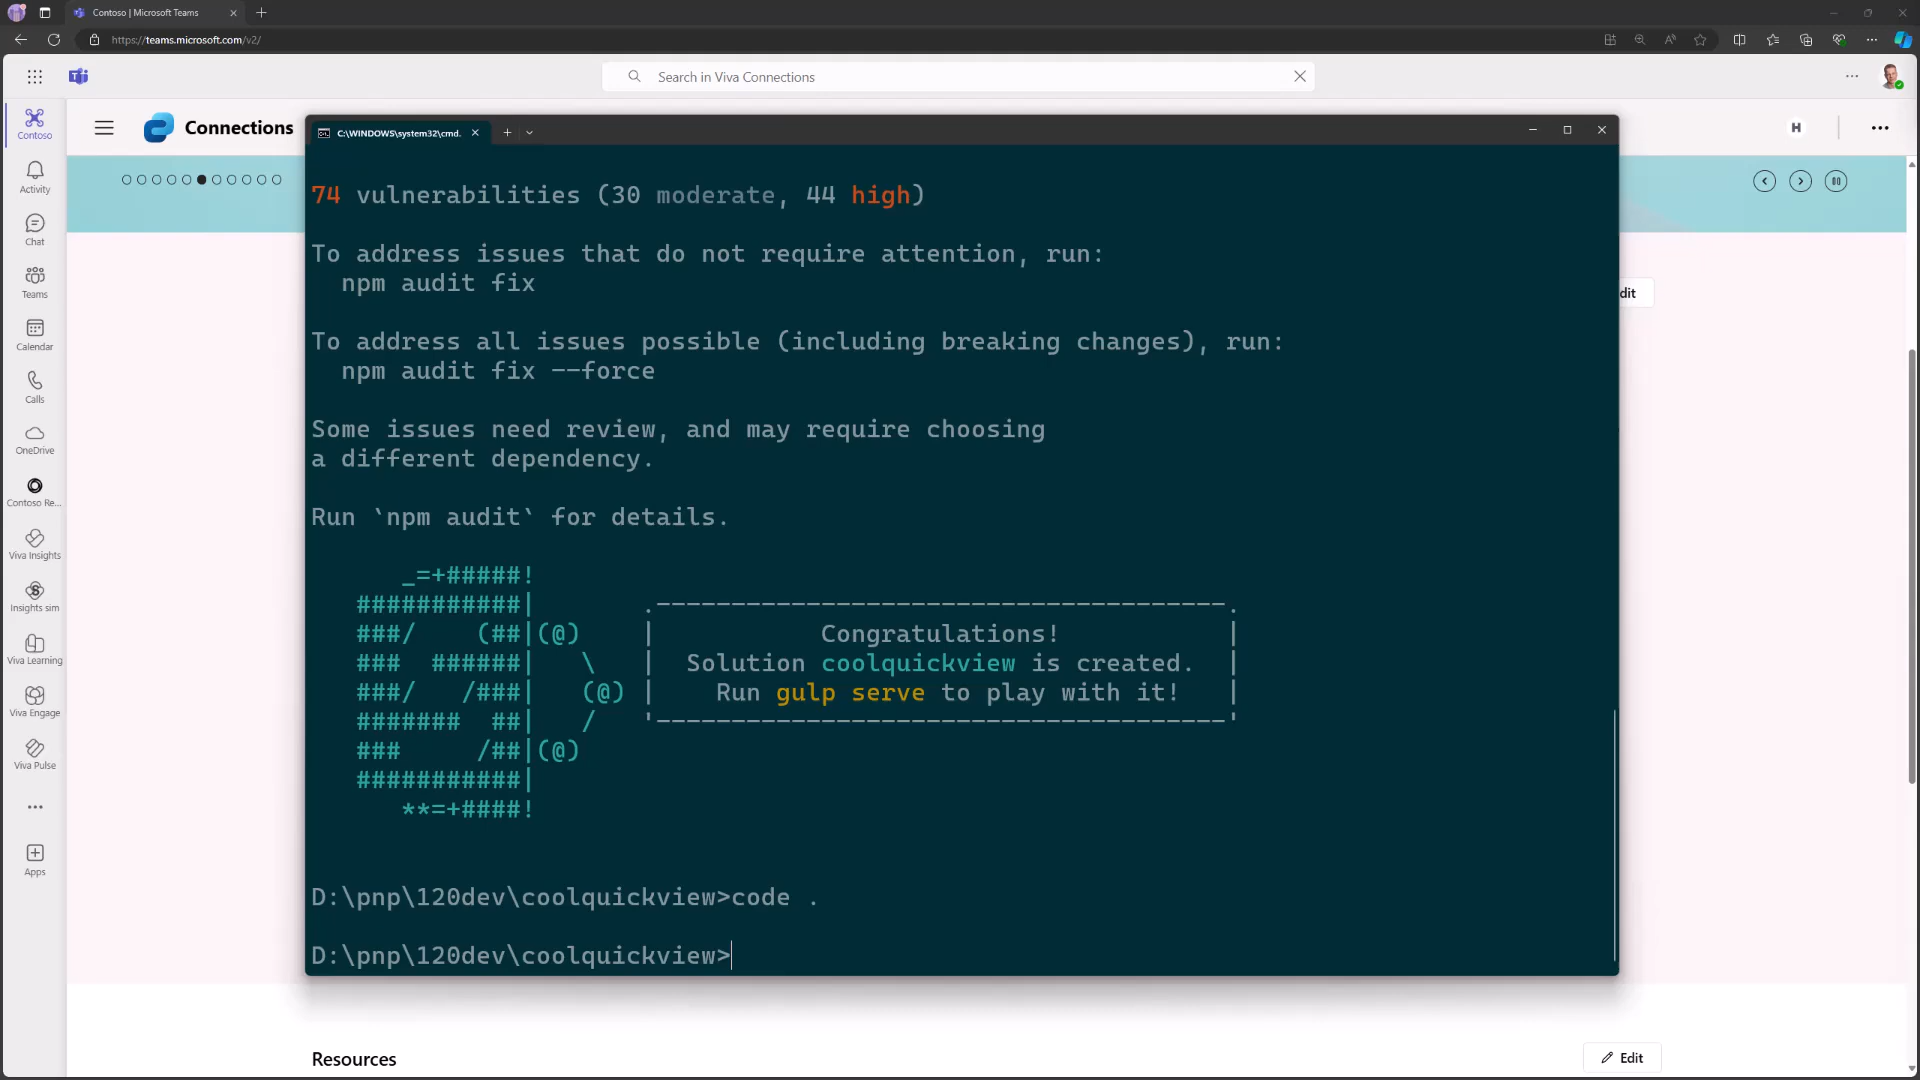 Contoso | Microsoft Teams
https://teams.microsoft.com/v2/
Search in Viva Connections
Contoso
Activity
Chat
Teams
Calendar
Calls
OneDrive
Contoso Re...
Viva Insights
Insights sim
Viva Learning
Viva Engage
Viva Pulse
Apps
Connections
H
dit
C:\WINDOWS\system32\cmd.
74 vulnerabilities (30 moderate, 44 high)
To address issues that do not require attention, run:
npm audit fix
To address all issues possible (including breaking changes), run:
npm audit fix --force
Some issues need review, and may require choosing
a different dependency.
Run `npm audit` for details.
_=+#####!
###########|
###/    (##|(@)
###  ######|   \
###/   /###|   (@)
#######  ##|   /
###     /##|(@)
###########|
**=+####!
.--------------------------------------.
|           Congratulations!           |
|  Solution coolquickview is created.  |
|    Run gulp serve to play with it!   |
'--------------------------------------'
D:\pnp\120dev\coolquickview>code .
D:\pnp\120dev\coolquickview>
Resources
Edit